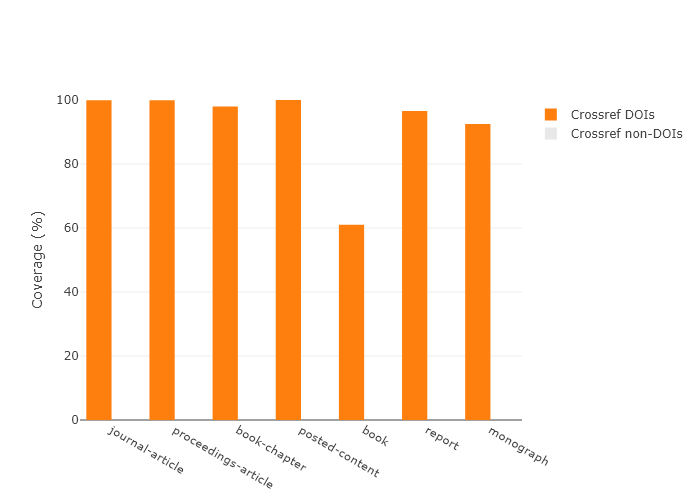 100
80
60
40
20
0
Coverage (%)
journal-article
proceedings-article
book-chapter
posted-content
book
report
monograph
Crossref DOIs
Crossref non-DOIs